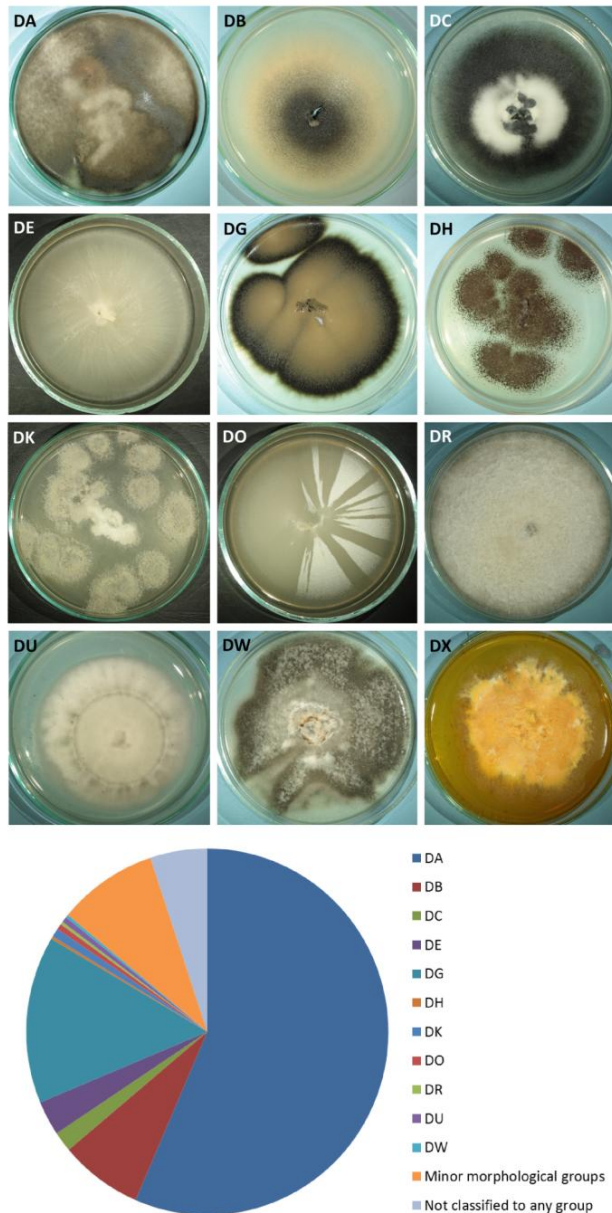 DA DB DC
DE DG DH
DK DO DR
DU DW DX
DA
DB
DC
DE
DG
DH
DK
DO
DR
DU
DW
Minor morphological groups
Not classified to any group